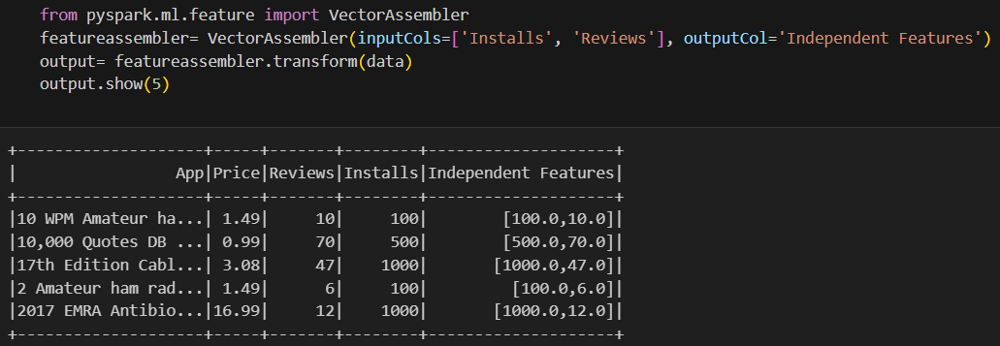 from pyspark.ml.feature import VectorAssembler
featureassembler= VectorAssembler(inputCols=['Installs', 'Reviews'], outputCol='Independent Features')
output= featureassembler.transform(data)
output.show(5)
+--------------------+-----+-------+--------+--------------------+
|                 App|Price|Reviews|Installs|Independent Features|
+--------------------+-----+-------+--------+--------------------+
|10 WPM Amateur ha...| 1.49|     10|     100|        [100.0,10.0]|
|10,000 Quotes DB ...| 0.99|     70|     500|        [500.0,70.0]|
|17th Edition Cabl...| 3.08|     47|    1000|       [1000.0,47.0]|
|2 Amateur ham rad...| 1.49|      6|     100|         [100.0,6.0]|
|2017 EMRA Antibio...|16.99|     12|    1000|       [1000.0,12.0]|
+--------------------+-----+-------+--------+--------------------+